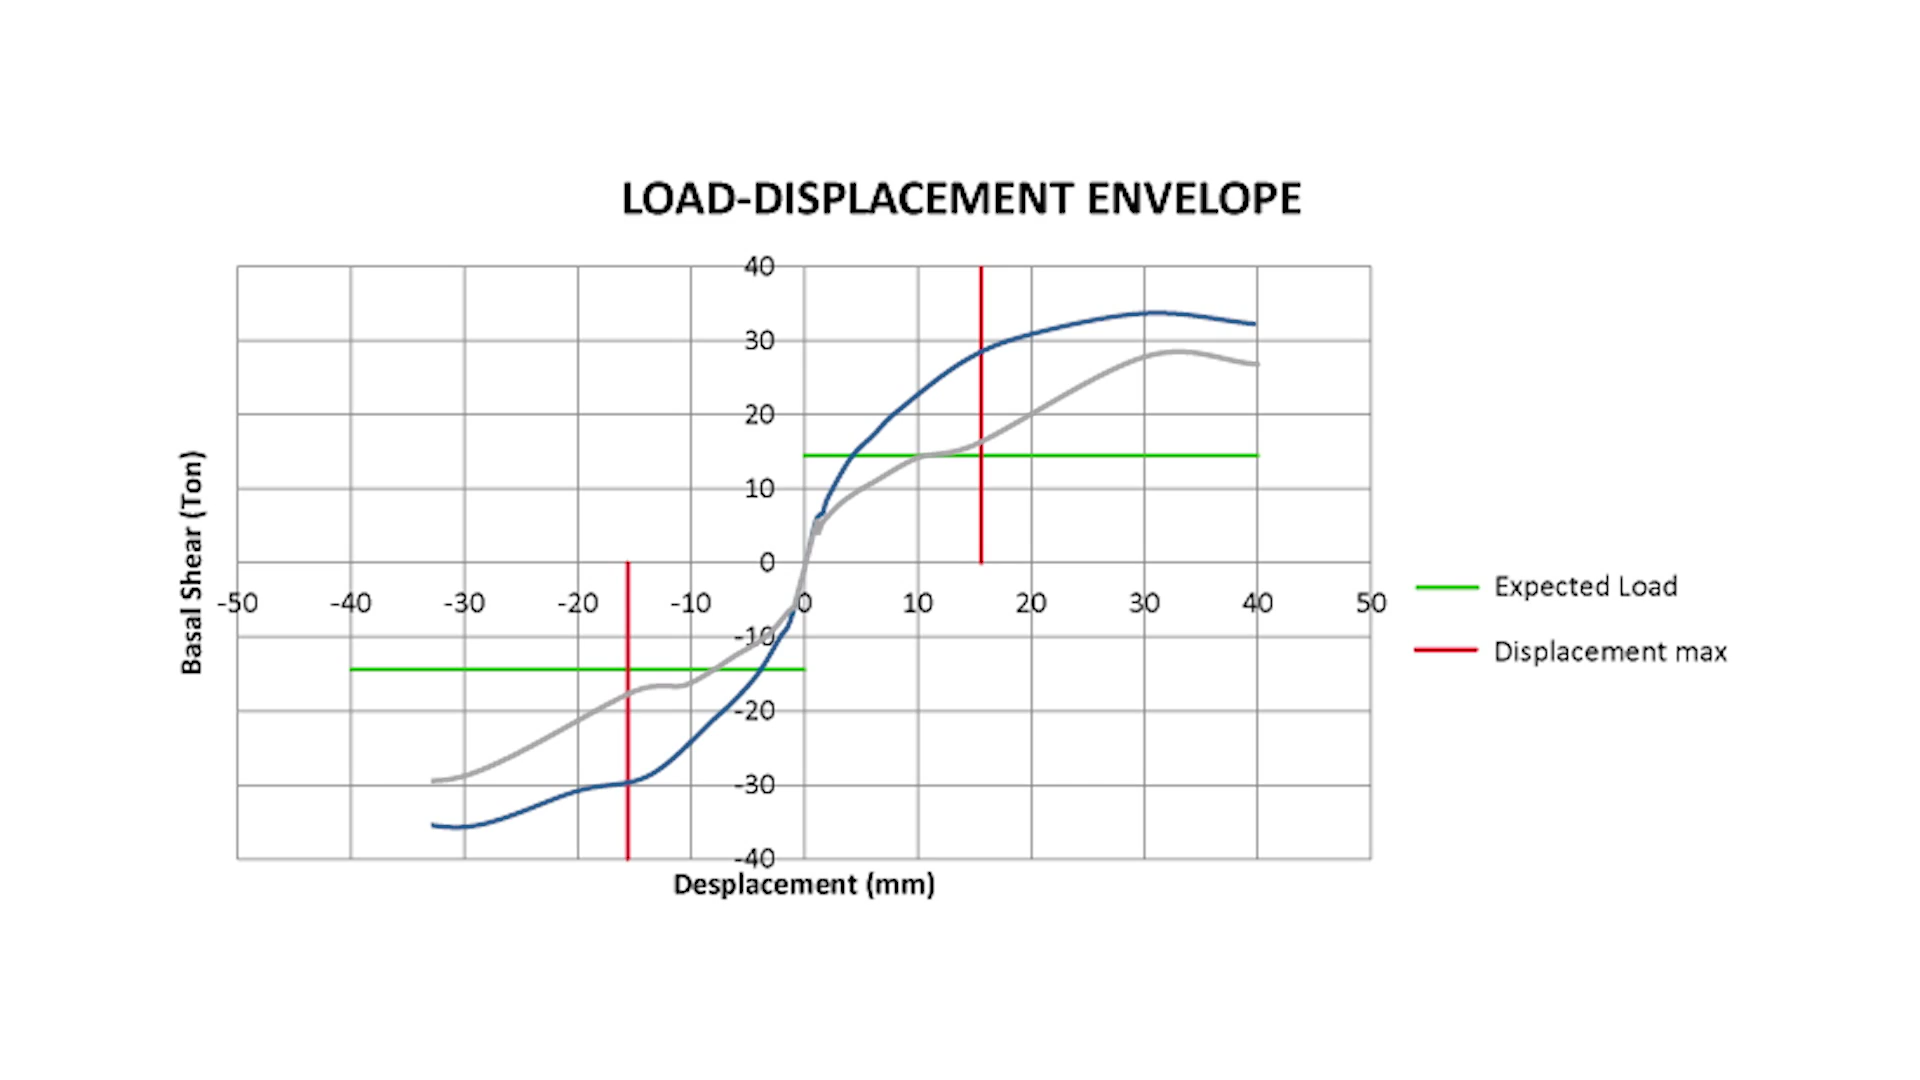 LOAD-DISPLACEMENT ENVELOPE
40
30
20
10
0
-50 -40 -30 -20 -10 0 10 20 30 40 50
-10
-20
-30
-40
Basal Shear (Ton)
Desplacement (mm)
Expected Load
Displacement max